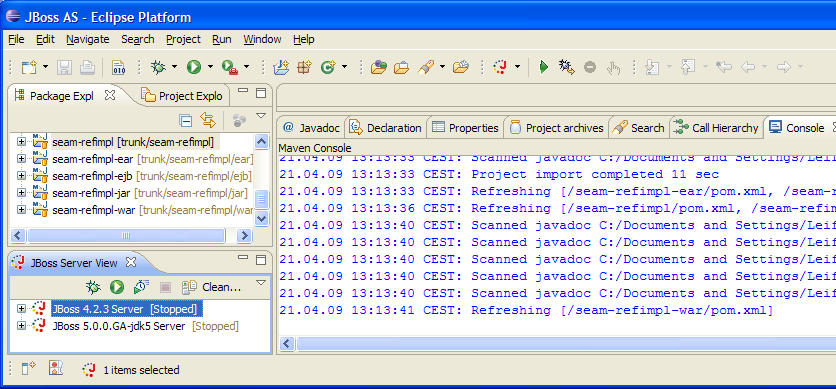 JBoss AS - Eclipse Platform
File Edit Navigate Search Project Run Window Help
010
Package Expl Project Explo
seam-refimpl [trunk/seam-refimpl]
seam-refimpl-ear [trunk/seam-refimpl/ear]
seam-refimpl-ejb [trunk/seam-refimpl/ejb]
seam-refimpl-jar [trunk/seam-refimpl/jar]
seam-refimpl-war [trunk/seam-refimpl/war
JBoss Server View
Clean...
JBoss 4.2.3 Server [Stopped]
JBoss 5.0.0.GA-jdk5 Server [Stopped]
@ Javadoc Declaration Properties Project archives Search Call Hierarchy Console
Maven Console
21.04.09 13:13:33 CEST: Scanned javadoc C:/Documents and Settings/Leif
21.04.09 13:13:33 CEST: Project import completed 11 sec
21.04.09 13:13:33 CEST: Refreshing [/seam-refimpl-ear/pom.xml, /seam-r
21.04.09 13:13:36 CEST: Refreshing [/seam-refimpl/pom.xml, /seam-refim
21.04.09 13:13:40 CEST: Scanned javadoc C:/Documents and Settings/Leif
21.04.09 13:13:40 CEST: Scanned javadoc C:/Documents and Settings/Leif
21.04.09 13:13:40 CEST: Scanned javadoc C:/Documents and Settings/Leif
21.04.09 13:13:40 CEST: Scanned javadoc C:/Documents and Settings/Leif
21.04.09 13:13:40 CEST: Scanned javadoc C:/Documents and Settings/Leif
21.04.09 13:13:41 CEST: Refreshing [/seam-refimpl-war/pom.xml]
1 items selected